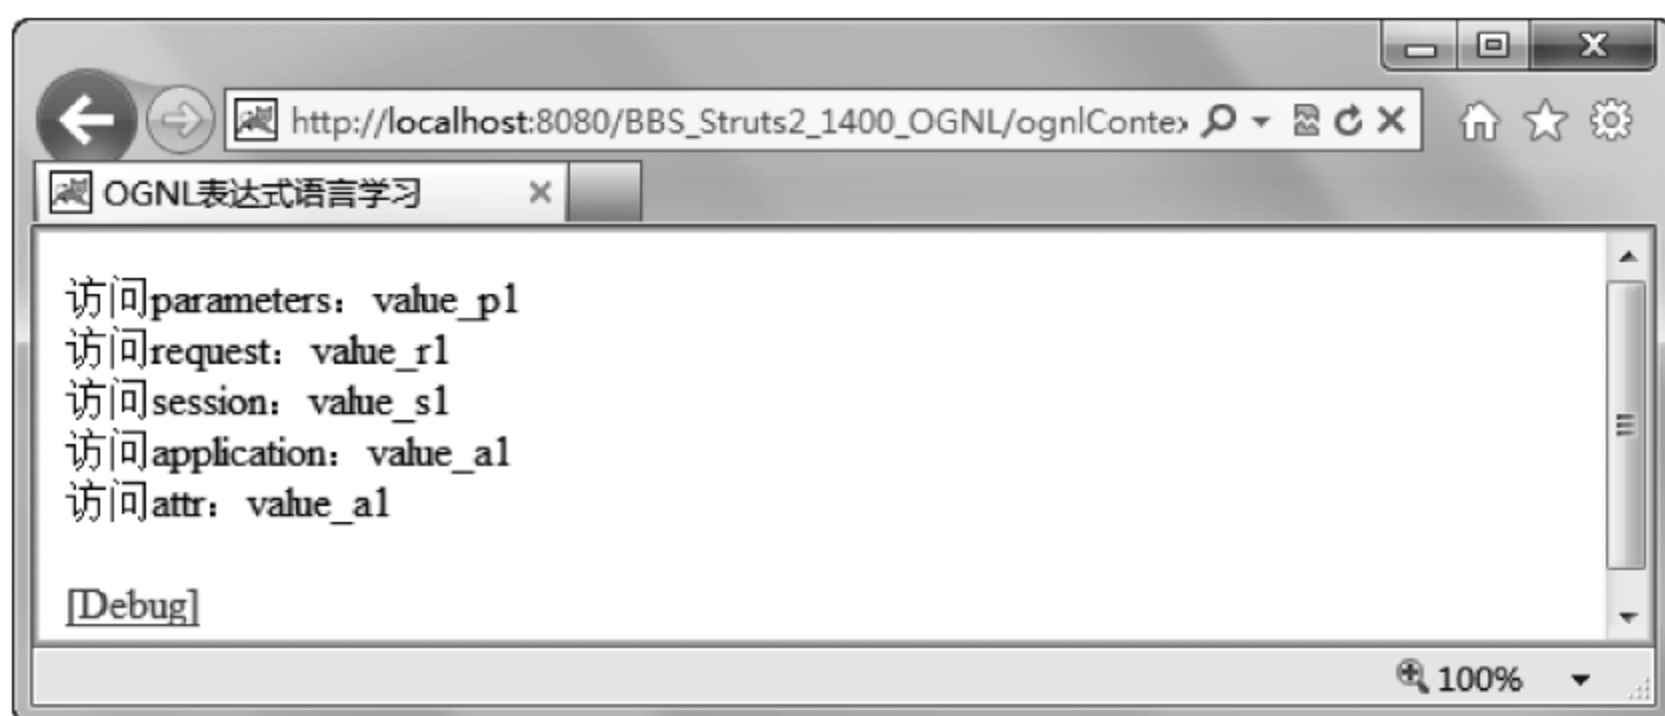 http://localhost:8080/BBS_Struts2_1400_OGNL/ognlContex
OGNL表达式语言学习
访问parameters：value_p1
访问request：value_r1
访问session：value_s1
访问application：value_a1
访问attr：value_a1
[Debug]
100%